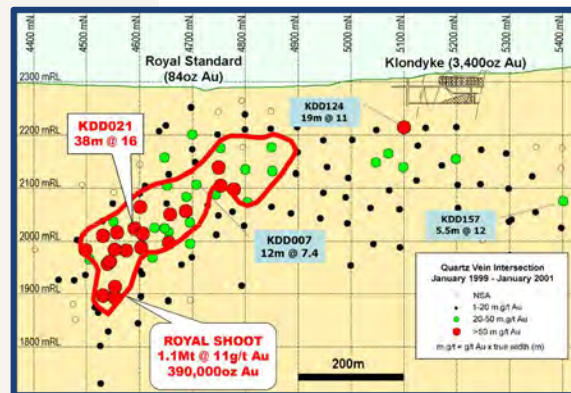 4400 mN
4500 mN
4600 mN
4700 mN
4800 mN
4900 mN
5000 mN
5100 mN
5200 mN
5300 mN
5400 mN
Royal Standard
(84oz Au)
Klondyke (3,400oz Au)
2300 mRL
2200 mRL
2100 mRL
2000 mRL
1900 mRL
1800 mRL
KDD124
19m @ 11
KDD021
38m @ 16
KDD007
12m @ 7.4
KDD157
5.5m @ 12
ROYAL SHOOT
1.1Mt @ 11g/t Au
390,000oz Au
200m
Quartz Vein Intersection
January 1999 - January 2001
NSA
1-20 m.g/t Au
20-50 m.g/t Au
>50 m.g/t Au
m.g/t = g/t Au x true width (m)